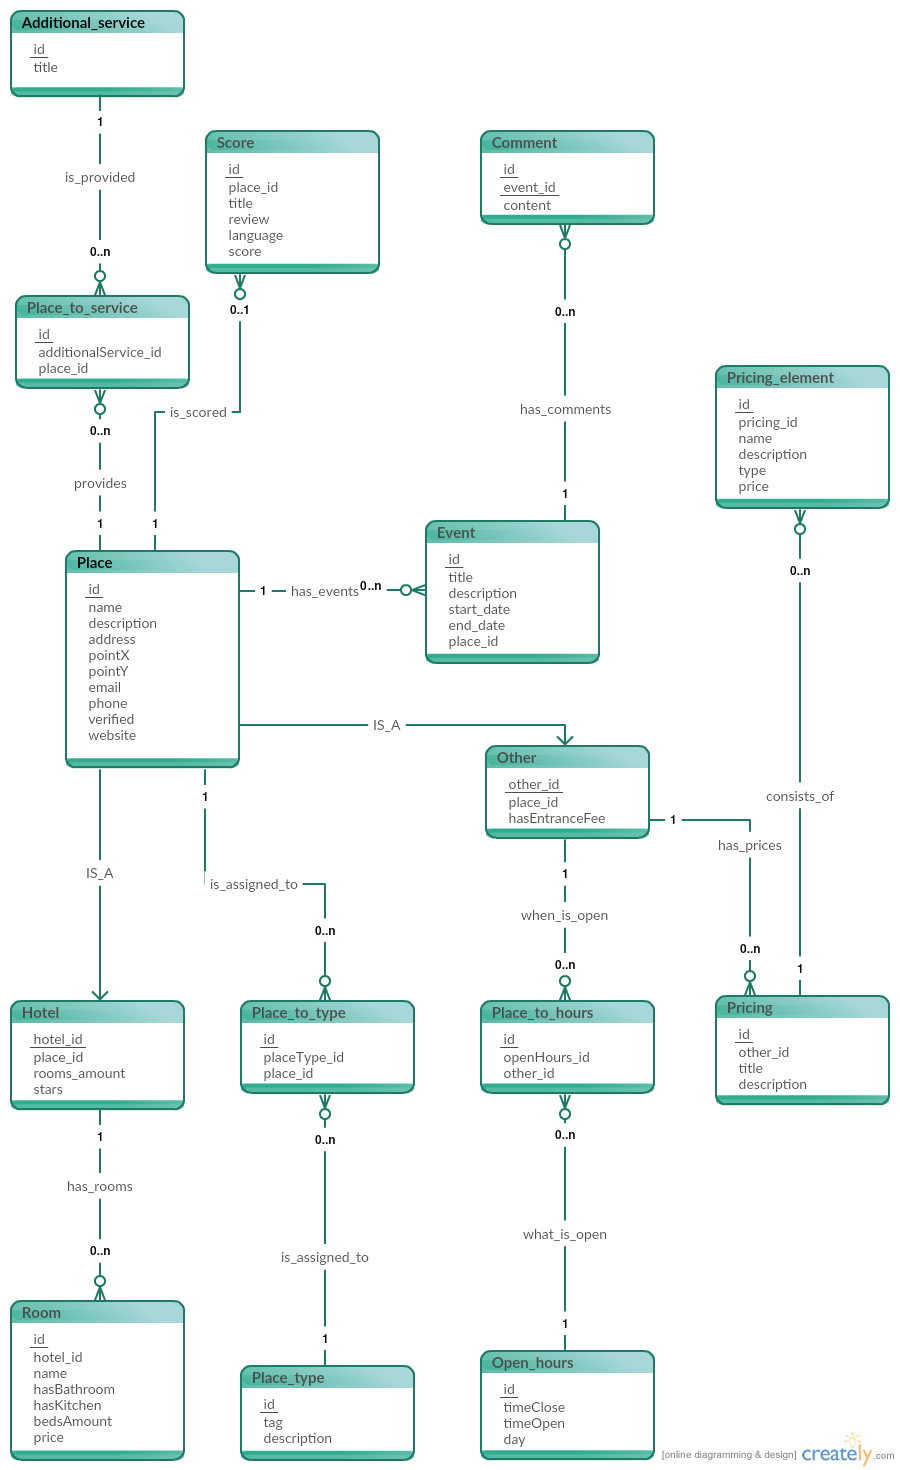 Additional_service
id
title
1
is_provided
0..n
Score
id
place_id
title
review
language
score
0..1
is_scored
1
Comment
id
event_id
content
0..n
has_comments
1
Place_to_service
id
additionalService_id
place_id
0..n
provides
1
Pricing_element
id
pricing_id
name
description
type
price
0..n
consists_of
1
Place
id
name
description
address
pointX
pointY
email
phone
verified
website
1
has_events
0..n
Event
id
title
description
start_date
end_date
place_id
IS_A
Other
other_id
place_id
hasEntranceFee
1
has_prices
0..n
1
when_is_open
0..n
1
is_assigned_to
0..n
IS_A
Hotel
hotel_id
place_id
rooms_amount
stars
1
has_rooms
0..n
Place_to_type
id
placeType_id
place_id
0..n
is_assigned_to
1
Place_to_hours
id
openHours_id
other_id
0..n
what_is_open
1
Pricing
id
other_id
title
description
Room
id
hotel_id
name
hasBathroom
hasKitchen
bedsAmount
price
Place_type
id
tag
description
Open_hours
id
timeClose
timeOpen
day
[online diagramming & design] creately.com